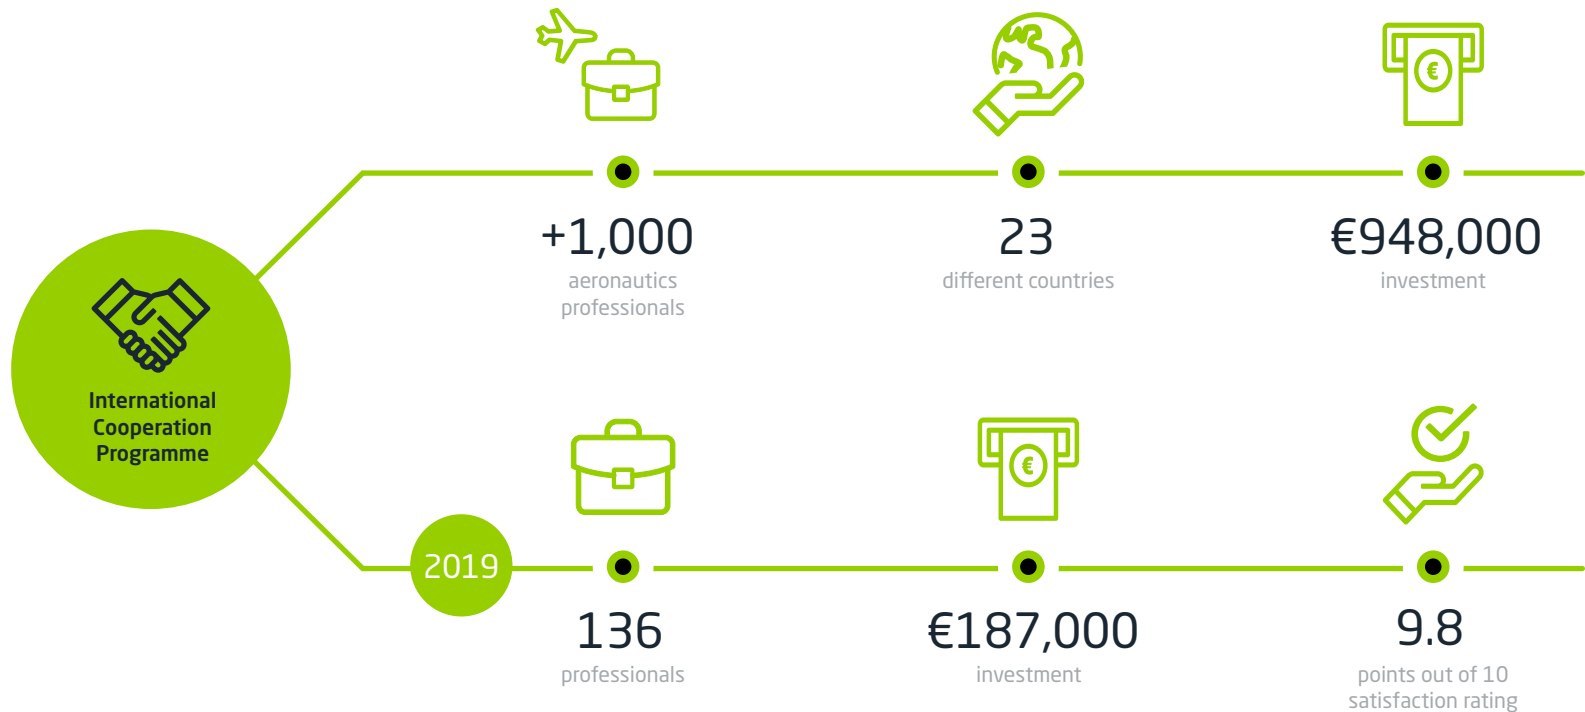 International
Cooperation
Programme
+1,000
aeronautics
professionals
23
different countries
€948,000
investment
2019
136
professionals
€187,000
investment
9.8
points out of 10
satisfaction rating